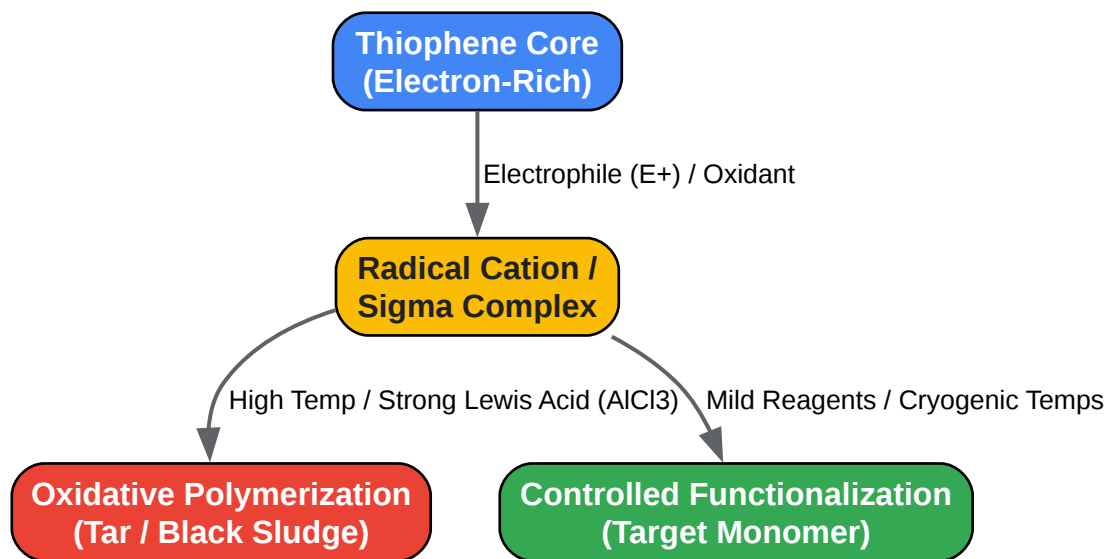 Thiophene Core
(Electron-Rich)
Electrophile (E+) / Oxidant
Radical Cation /
Sigma Complex
High Temp / Strong Lewis Acid (AlCl3)
Mild Reagents / Cryogenic Temps
Oxidative Polymerization
(Tar / Black Sludge)
Controlled Functionalization
(Target Monomer)